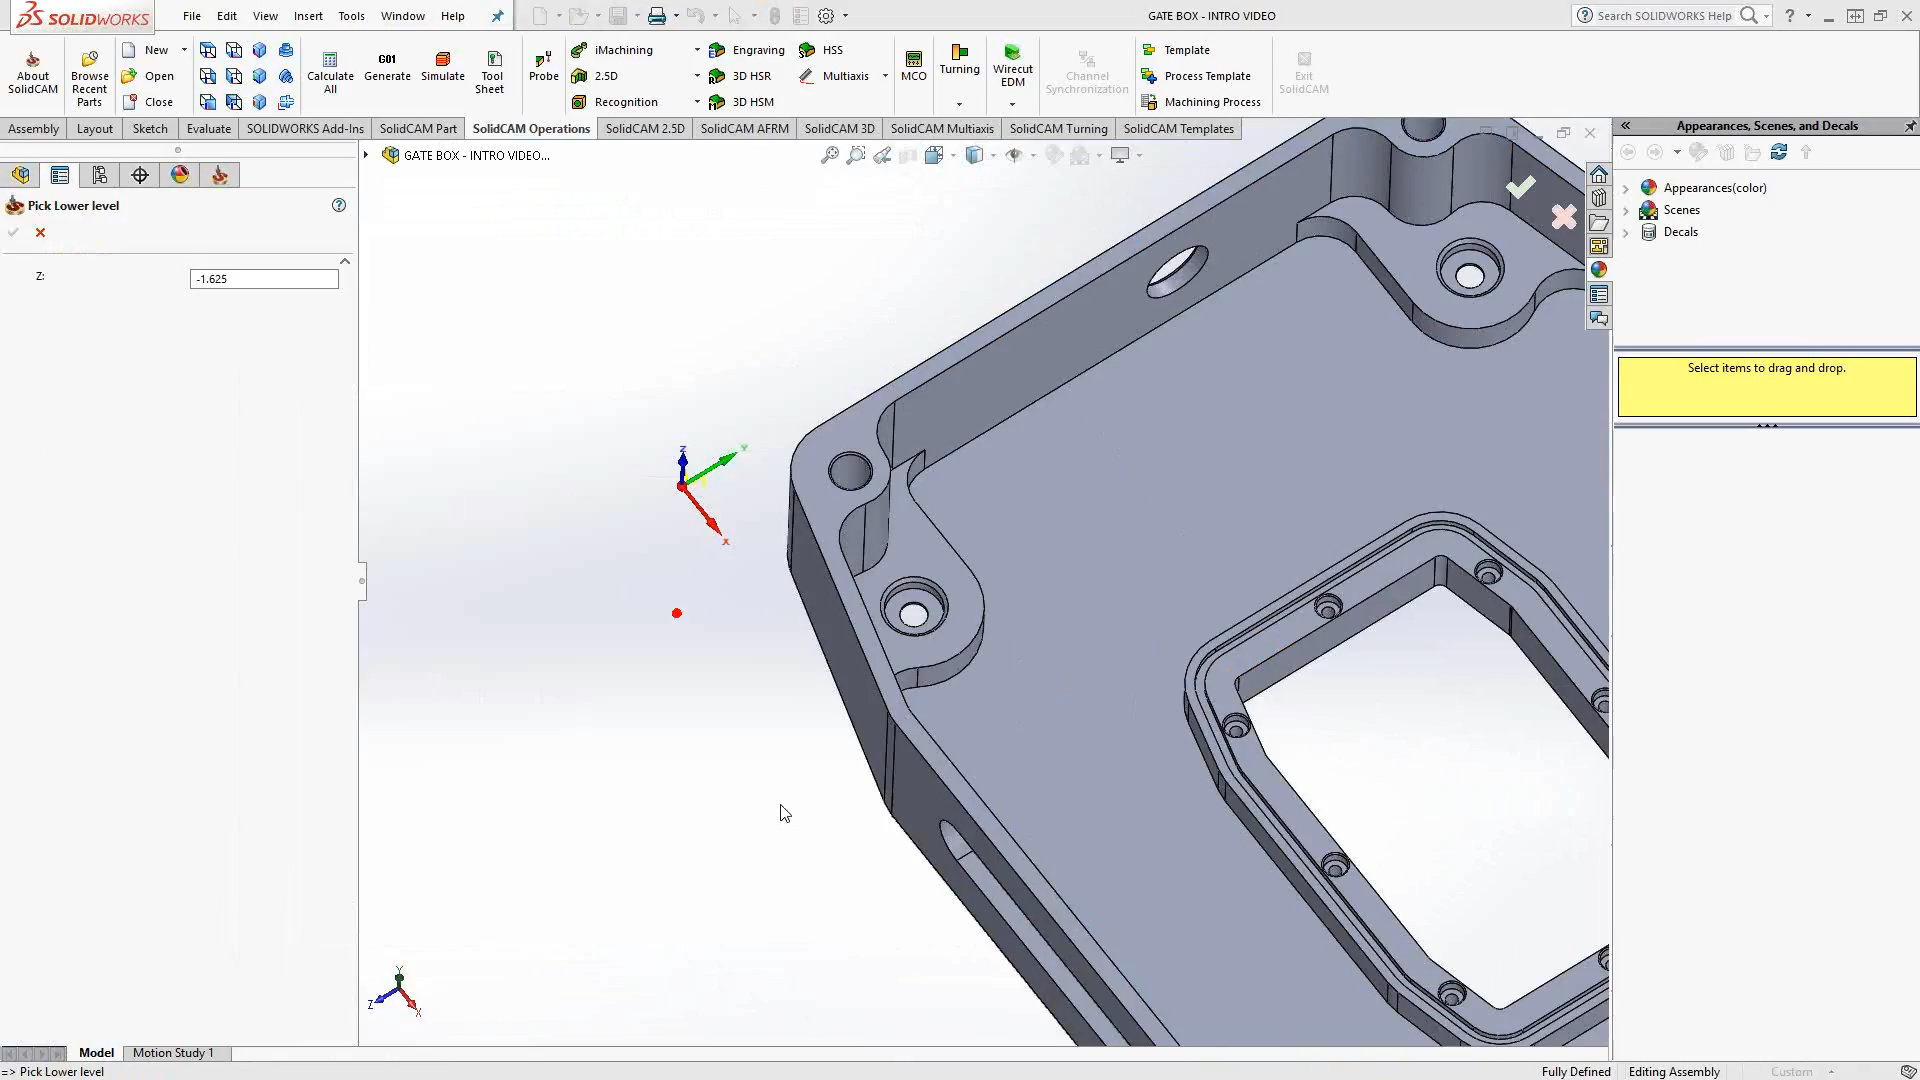 SOLIDWORKS
File Edit View Insert Tools Window Help
GATE BOX - INTRO VIDEO
Search SOLIDWORKS Help
About SolidCAM
Browse Recent Parts
New
Open
Close
Calculate All
G01
Generate
Simulate
Tool Sheet
Probe
iMachining
2.5D
Recognition
Engraving
3D HSR
3D HSM
HSS
Multiaxis
MCO
Turning
Wirecut EDM
Channel Synchronization
Template
Process Template
Machining Process
Exit SolidCAM
Assembly Layout Sketch Evaluate SOLIDWORKS Add-Ins SolidCAM Part SolidCAM Operations SolidCAM 2.5D SolidCAM AFRM SolidCAM 3D SolidCAM Multiaxis SolidCAM Turning SolidCAM Templates
Appearances, Scenes, and Decals
GATE BOX - INTRO VIDEO...
Appearances(color)
Scenes
Decals
Select items to drag and drop.
Pick Lower level
Z: -1.625
Z
Y
X
Y
Z
X
Model Motion Study 1
=> Pick Lower level
Fully Defined Editing Assembly Custom